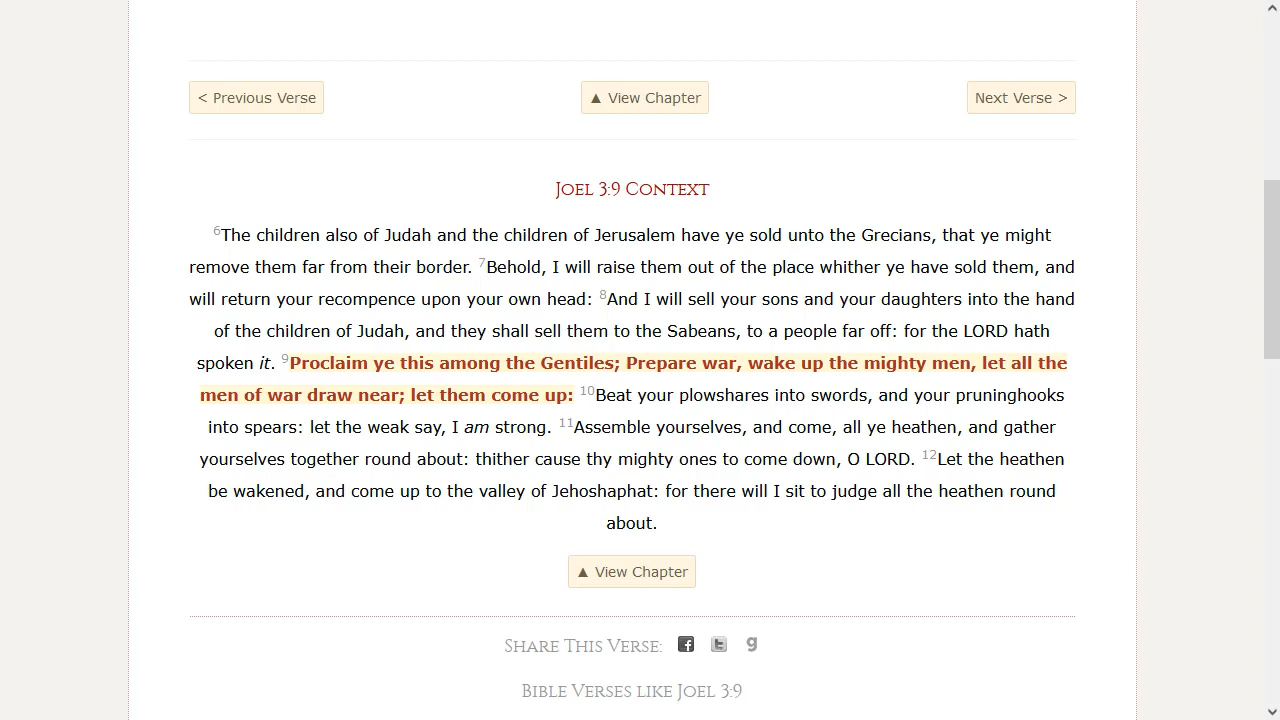 < Previous Verse
▲ View Chapter
Next Verse >
Joel 3:9 Context
6The children also of Judah and the children of Jerusalem have ye sold unto the Grecians, that ye might
remove them far from their border. 7Behold, I will raise them out of the place whither ye have sold them, and
will return your recompence upon your own head: 8And I will sell your sons and your daughters into the hand
of the children of Judah, and they shall sell them to the Sabeans, to a people far off: for the LORD hath
spoken it. 9Proclaim ye this among the Gentiles; Prepare war, wake up the mighty men, let all the
men of war draw near; let them come up: 10Beat your plowshares into swords, and your pruninghooks
into spears: let the weak say, I am strong. 11Assemble yourselves, and come, all ye heathen, and gather
yourselves together round about: thither cause thy mighty ones to come down, O LORD. 12Let the heathen
be wakened, and come up to the valley of Jehoshaphat: for there will I sit to judge all the heathen round
about.
▲ View Chapter
Share This Verse: f t g
Bible Verses like Joel 3:9